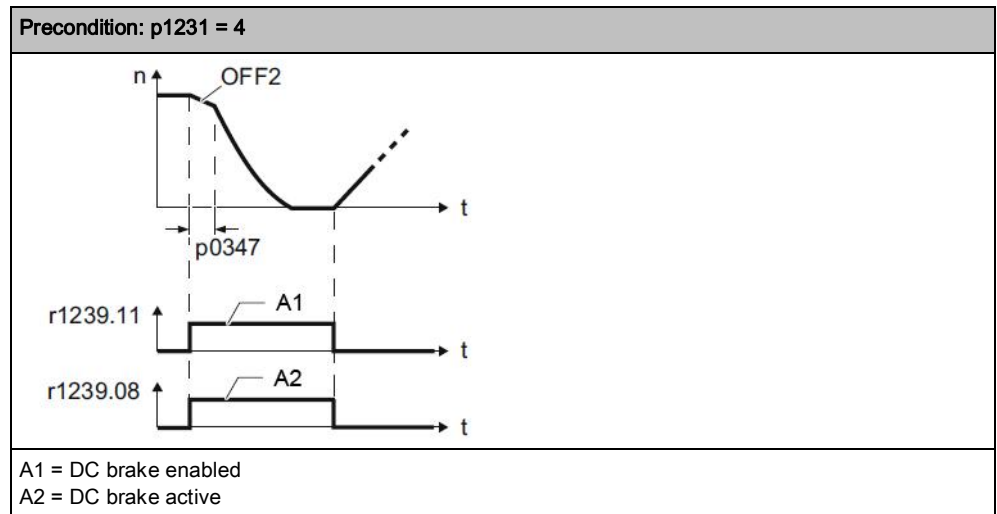 Precondition: p1231 = 4
n
OFF2
t
p0347
r1239.11
A1
t
r1239.08
A2
t
A1 = DC brake enabled
A2 = DC brake active